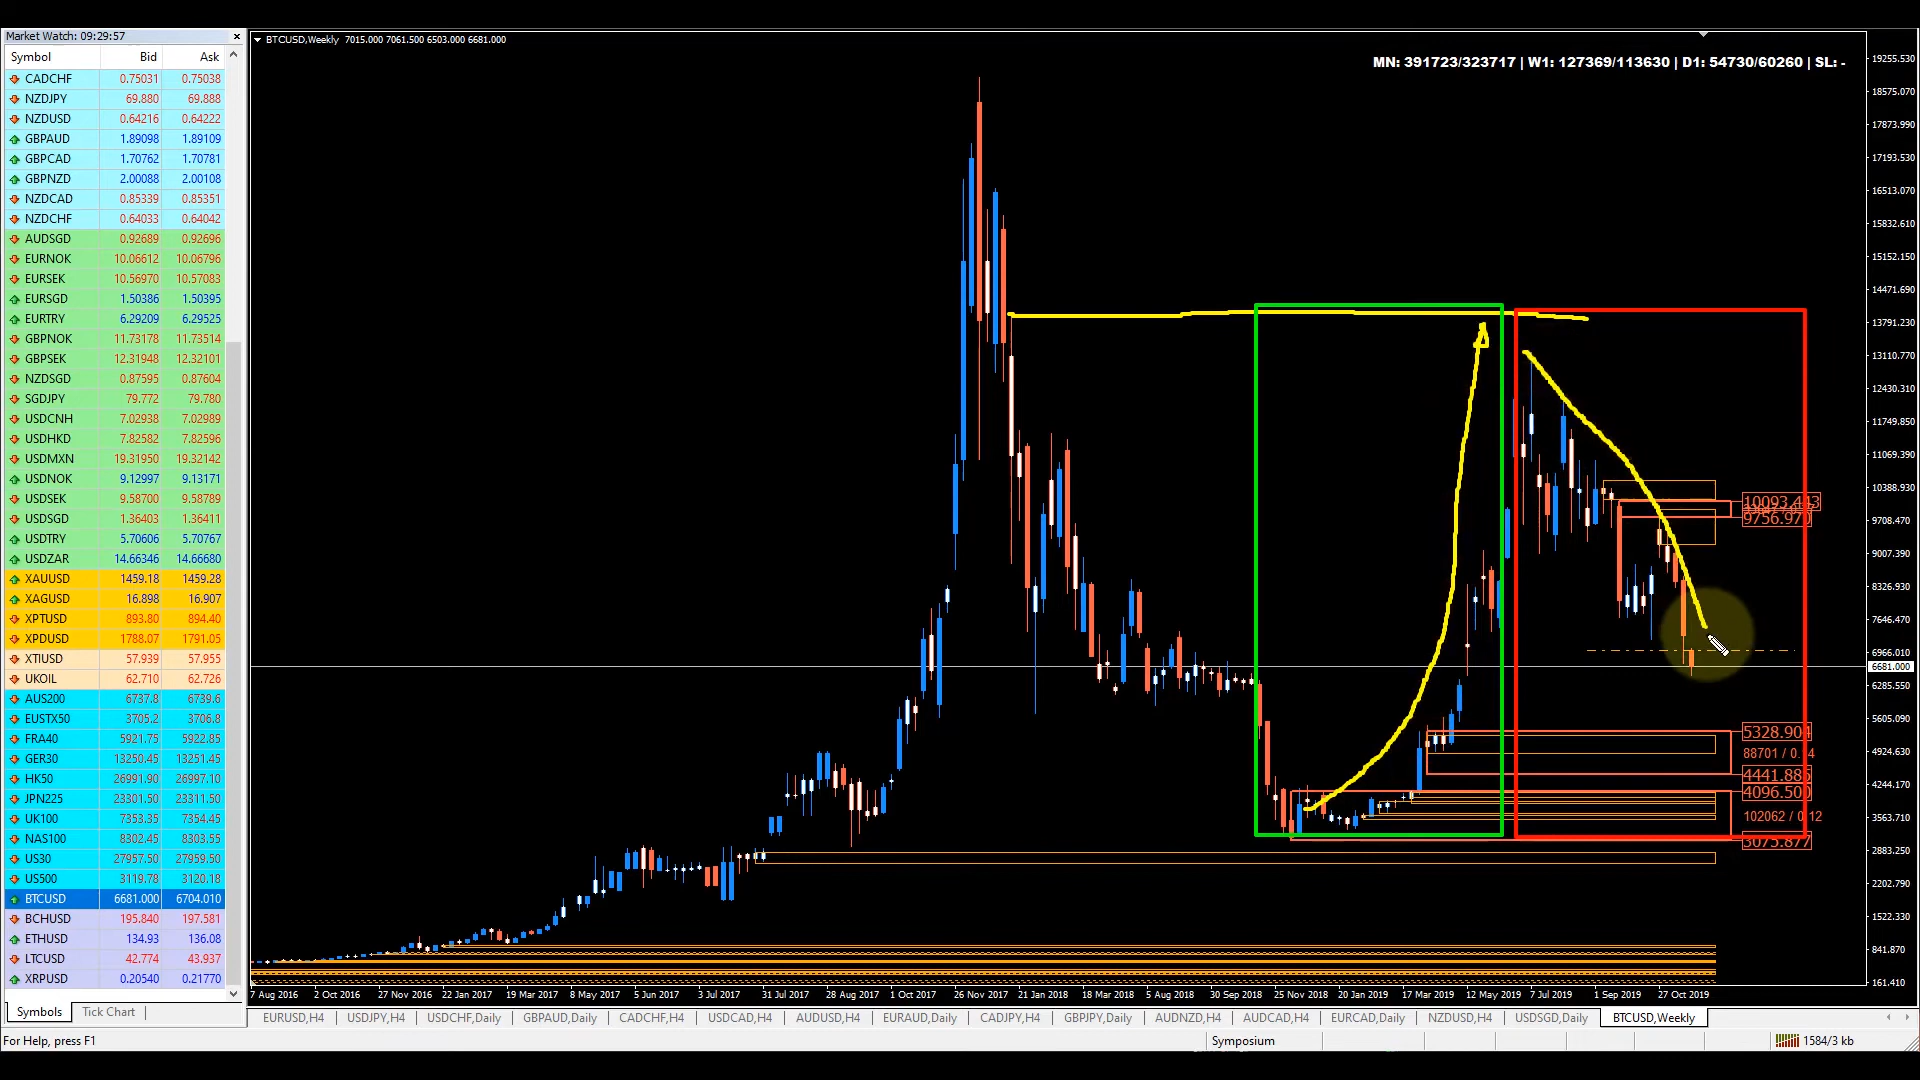 Market Watch: 09:29:57
Symbol Bid Ask
CADCHF 0.75031 0.75038
NZDJPY 69.880 69.888
NZDUSD 0.64216 0.64222
GBPAUD 1.89098 1.89109
GBPCAD 1.70762 1.70781
GBPNZD 2.00088 2.00108
NZDCAD 0.85339 0.85351
NZDCHF 0.64033 0.64042
AUDSGD 0.92689 0.92696
EURNOK 10.06612 10.06796
EURSEK 10.56970 10.57083
EURSGD 1.50386 1.50395
EURTRY 6.29209 6.29525
GBPNOK 11.73178 11.73514
GBPSEK 12.31948 12.32101
NZDSGD 0.87595 0.87604
SGDJPY 79.772 79.780
USDCNH 7.02938 7.02989
USDHKD 7.82582 7.82596
USDMXN 19.31950 19.32142
USDNOK 9.12997 9.13171
USDSEK 9.58700 9.58789
USDSGD 1.36403 1.36411
USDTRY 5.70606 5.70767
USDZAR 14.66346 14.66680
XAUUSD 1459.18 1459.28
XAGUSD 16.898 16.907
XPTUSD 893.80 894.40
XPDUSD 1788.07 1791.05
XTIUSD 57.939 57.955
UKOIL 62.710 62.726
AUS200 6737.8 6739.6
EUSTX50 3705.2 3706.8
FRA40 5921.75 5922.85
GER30 13250.45 13251.45
HK50 26991.90 26997.10
JPN225 23301.50 23311.50
UK100 7353.35 7354.45
NAS100 8302.45 8303.55
US30 27957.50 27959.50
US500 3119.78 3120.18
BTCUSD 6681.000 6704.010
BCHUSD 195.840 197.581
ETHUSD 134.93 136.08
LTCUSD 42.774 43.937
XRPUSD 0.20540 0.21770
Symbols Tick Chart
BTCUSD,Weekly 7015.000 7061.500 6503.000 6681.000
MN: 391723/323717 | W1: 127369/113630 | D1: 54730/60260 | SL: -
19255.530
18575.070
17873.990
17193.530
16513.070
15832.610
15152.150
14471.690
13791.230
13110.770
12430.310
11749.850
11069.390
10388.930
9708.470
9007.390
8326.930
7646.470
6966.010
6681.000
6285.550
5605.090
4924.630
4244.170
3563.710
2883.250
2202.790
1522.330
841.870
161.410
10093.443
9756.970
5328.904
4441.886
4096.500
3075.877
7 Aug 2016 2 Oct 2016 27 Nov 2016 22 Jan 2017 19 Mar 2017 8 May 2017 5 Jun 2017 3 Jul 2017 31 Jul 2017 28 Aug 2017 1 Oct 2017 26 Nov 2017 21 Jan 2018 18 Mar 2018 5 Aug 2018 30 Sep 2018 25 Nov 2018 20 Jan 2019 17 Mar 2019 12 May 2019 7 Jul 2019 1 Sep 2019 27 Oct 2019
EURUSD,H4 USDJPY,H4 USDCHF,Daily GBPAUD,Daily CADCHF,H4 USDCAD,H4 AUDUSD,H4 EURAUD,Daily CADJPY,H4 GBPJPY,Daily AUDNZD,H4 AUDCAD,H4 EURCAD,Daily NZDUSD,H4 USDSGD,Daily BTCUSD,Weekly
For Help, press F1
Symposium
1584/3 kb